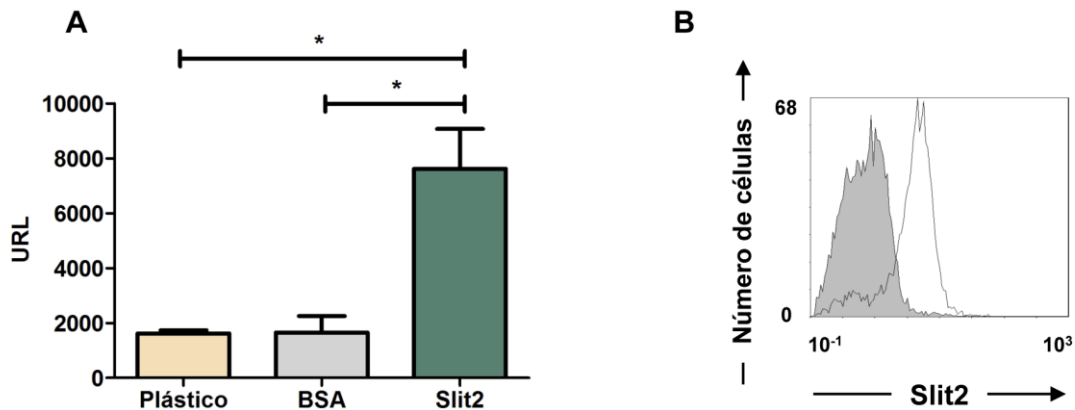 A
*
*
10000
8000
6000
4000
2000
0
URL
Plástico BSA Slit2
B
68
0
Número de células
10-1 103
Slit2